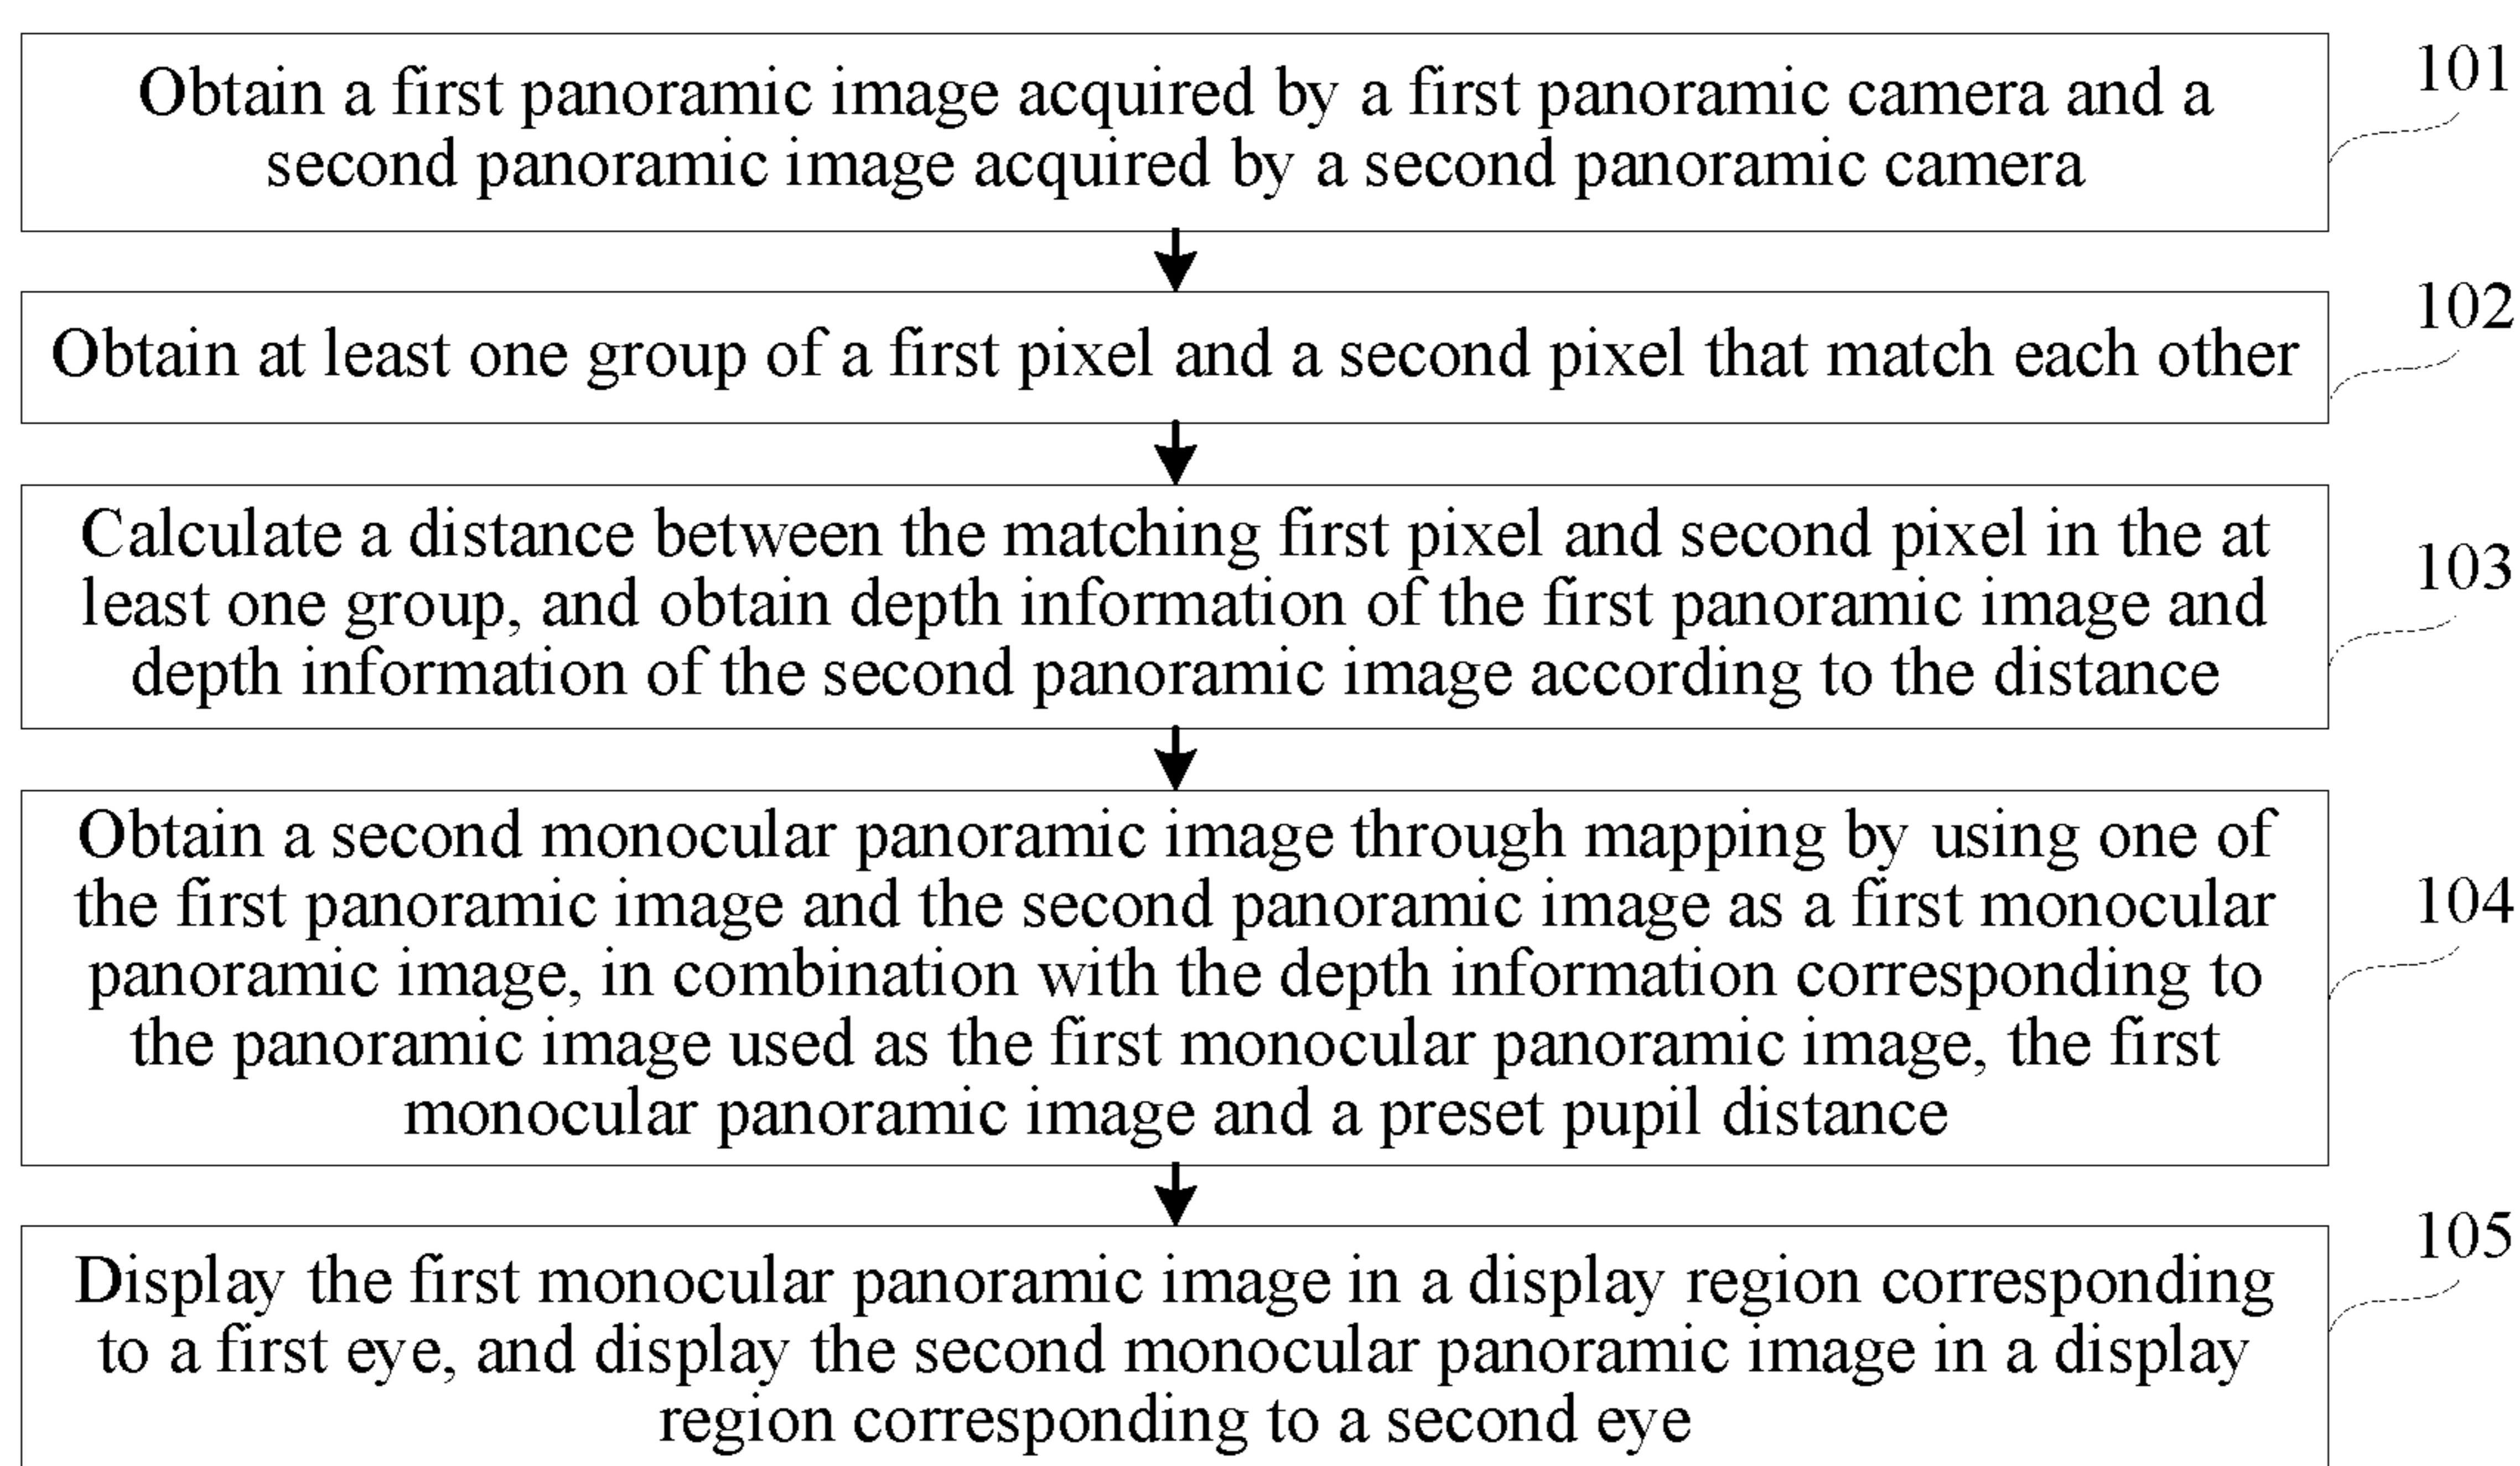 Obtain a first panoramic image acquired by a first panoramic camera and a
second panoramic image acquired by a second panoramic camera
101
Obtain at least one group of a first pixel and a second pixel that match each other
102
Calculate a distance between the matching first pixel and second pixel in the at
least one group, and obtain depth information of the first panoramic image and
depth information of the second panoramic image according to the distance
103
Obtain a second monocular panoramic image through mapping by using one of
the first panoramic image and the second panoramic image as a first monocular
panoramic image, in combination with the depth information corresponding to
the panoramic image used as the first monocular panoramic image, the first
monocular panoramic image and a preset pupil distance
104
Display the first monocular panoramic image in a display region corresponding
to a first eye, and display the second monocular panoramic image in a display
region corresponding to a second eye
105